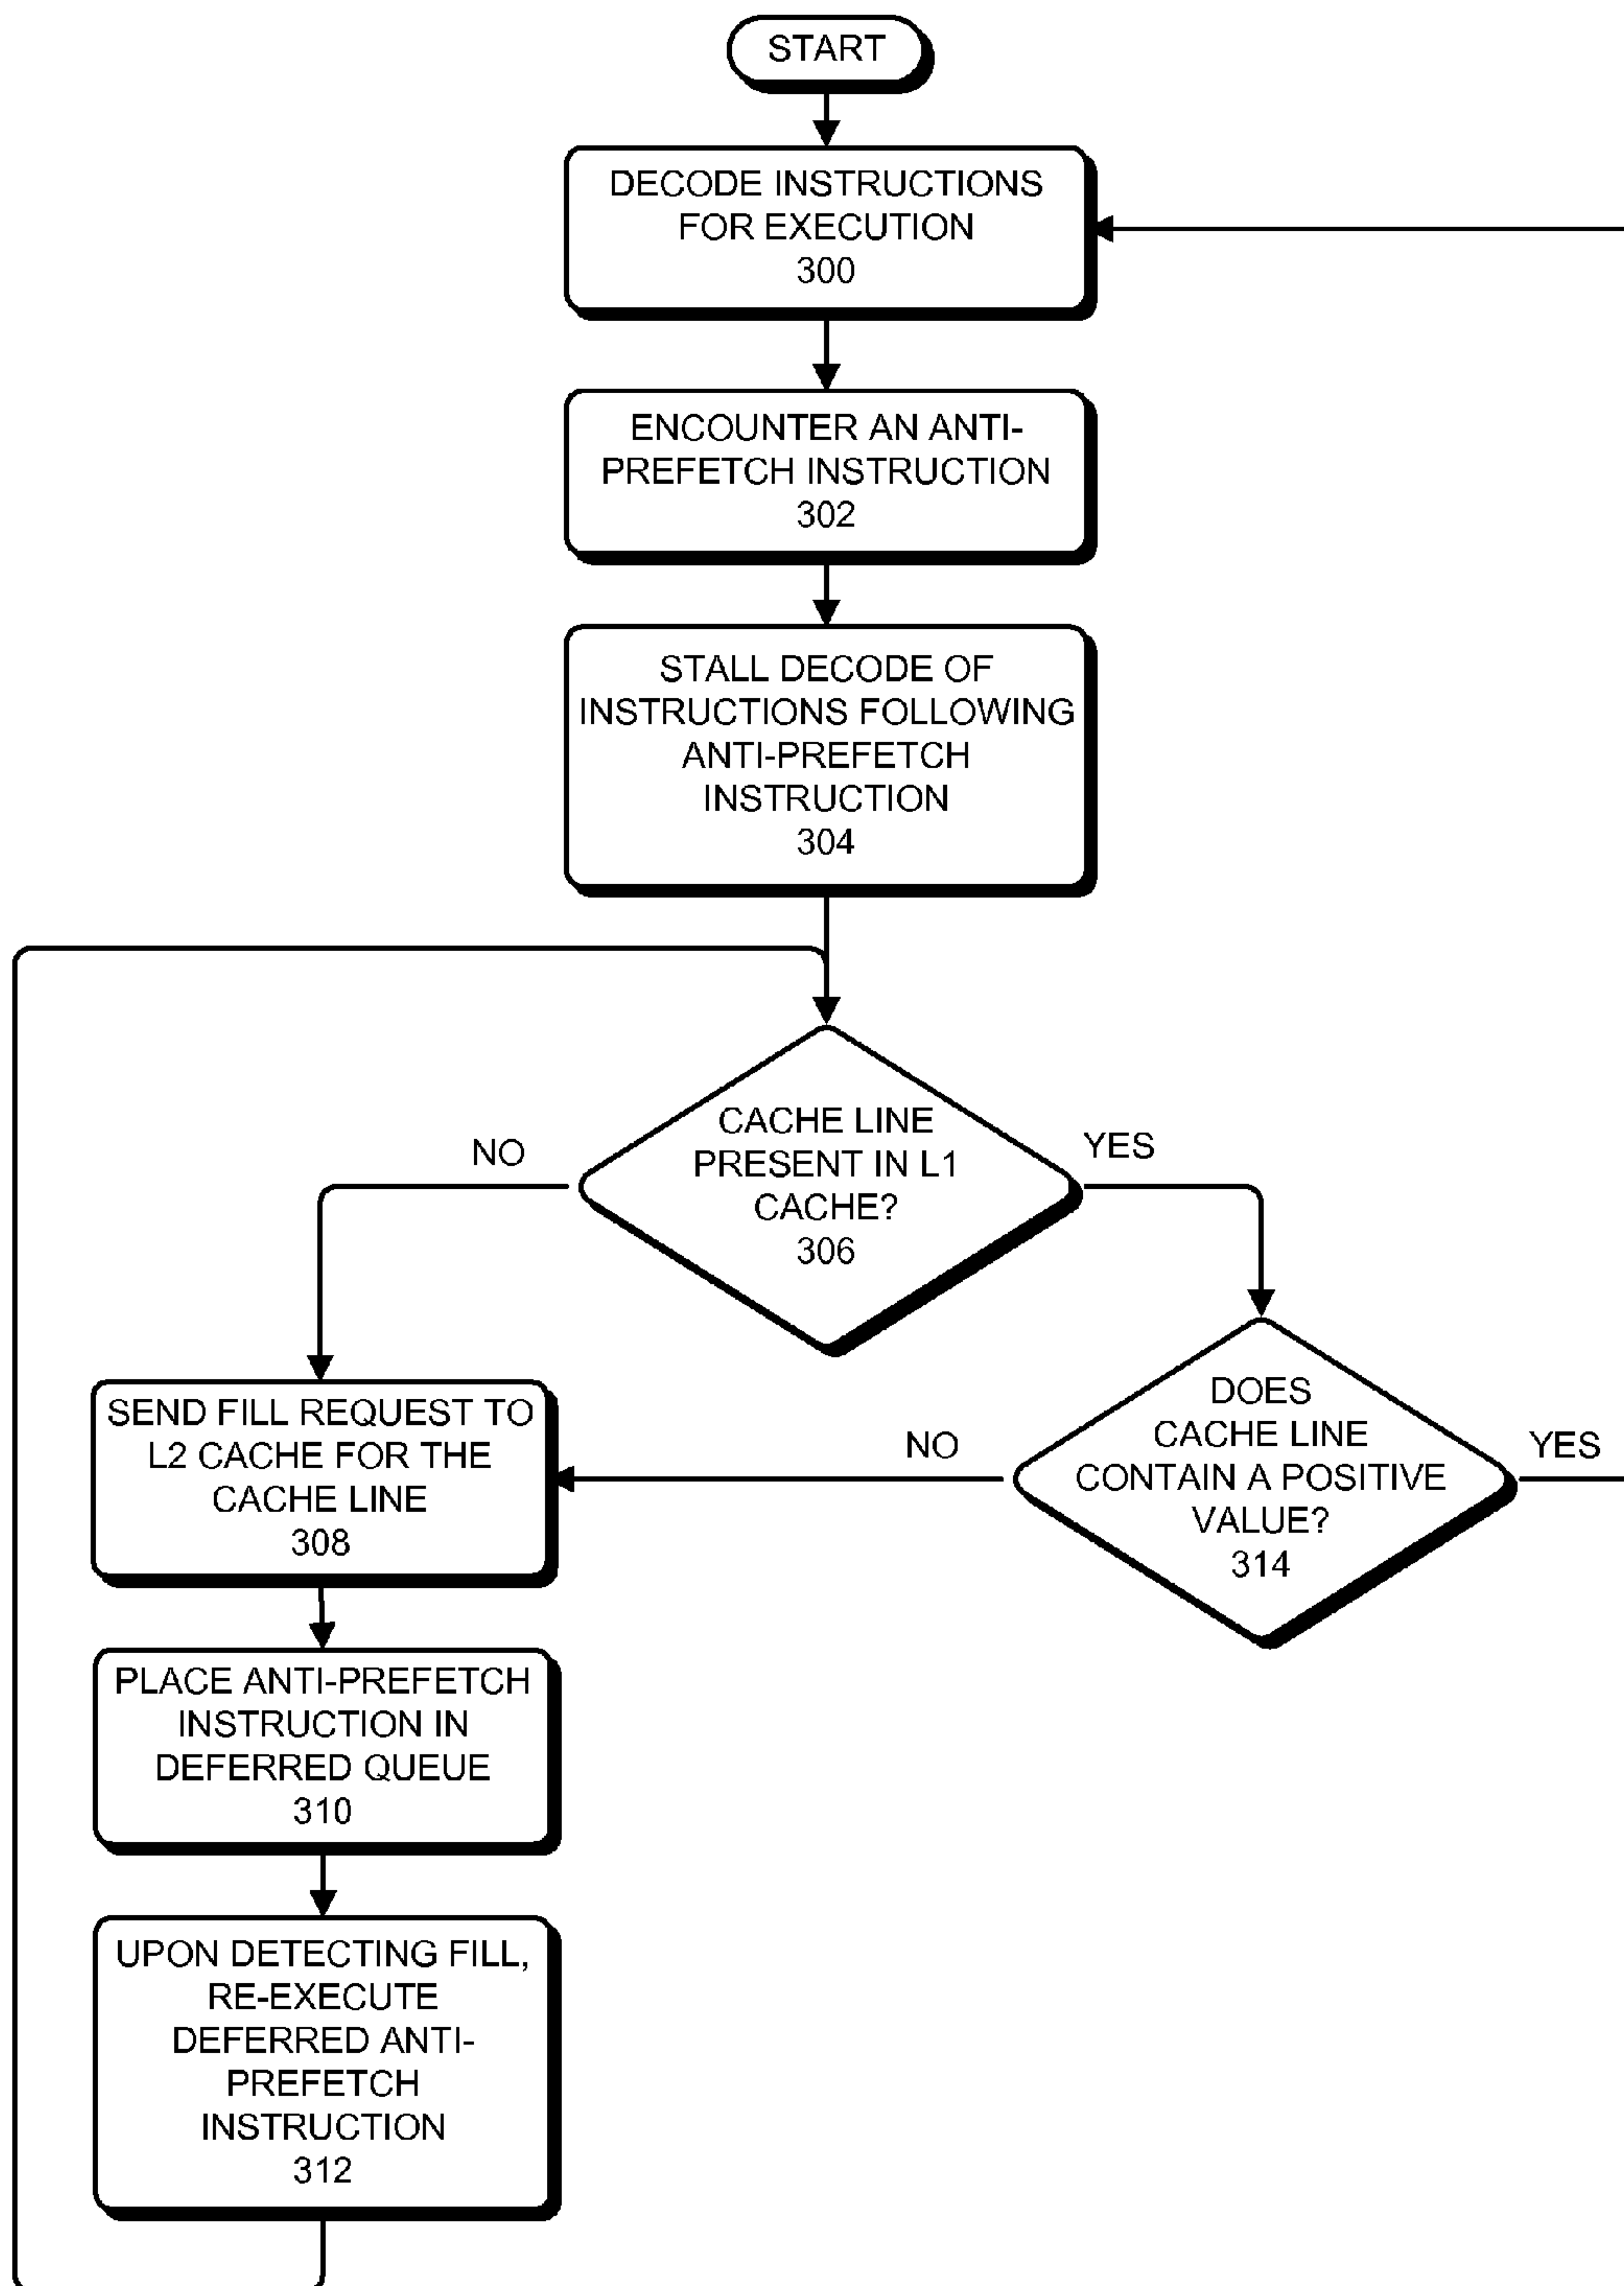 START
DECODE INSTRUCTIONS
FOR EXECUTION
300
ENCOUNTER AN ANTI-
PREFETCH INSTRUCTION
302
STALL DECODE OF
INSTRUCTIONS FOLLOWING
ANTI-PREFETCH
INSTRUCTION
304
CACHE LINE
PRESENT IN L1
CACHE?
306
NO
YES
SEND FILL REQUEST TO
L2 CACHE FOR THE
CACHE LINE
308
DOES
CACHE LINE
CONTAIN A POSITIVE
VALUE?
314
NO
YES
PLACE ANTI-PREFETCH
INSTRUCTION IN
DEFERRED QUEUE
310
UPON DETECTING FILL,
RE-EXECUTE
DEFERRED ANTI-
PREFETCH
INSTRUCTION
312